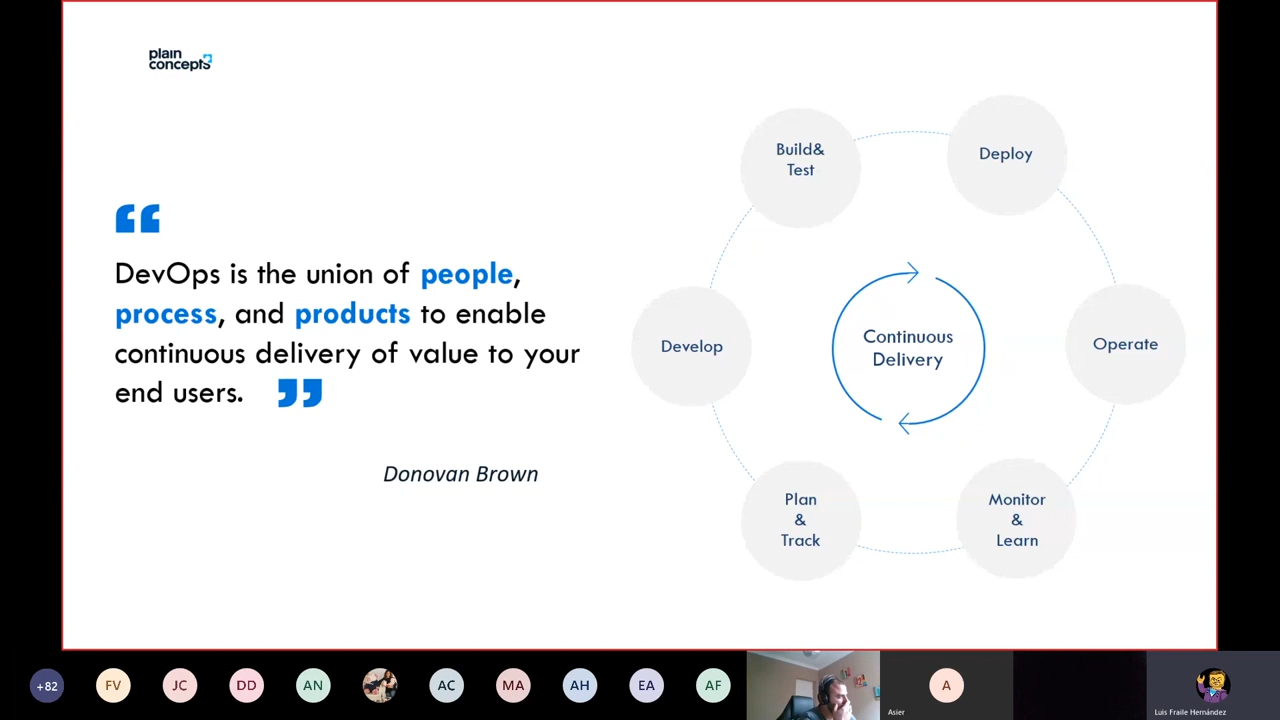 plain
concepts
“
DevOps is the union of people,
process, and products to enable
continuous delivery of value to your
end users. ”
Donovan Brown
Build&
Test
Deploy
Develop
Continuous
Delivery
Operate
Plan
&
Track
Monitor
&
Learn
+82
FV
JC
DD
AN
AC
MA
AH
EA
AF
A
Asier
Luis Fraile Hernández